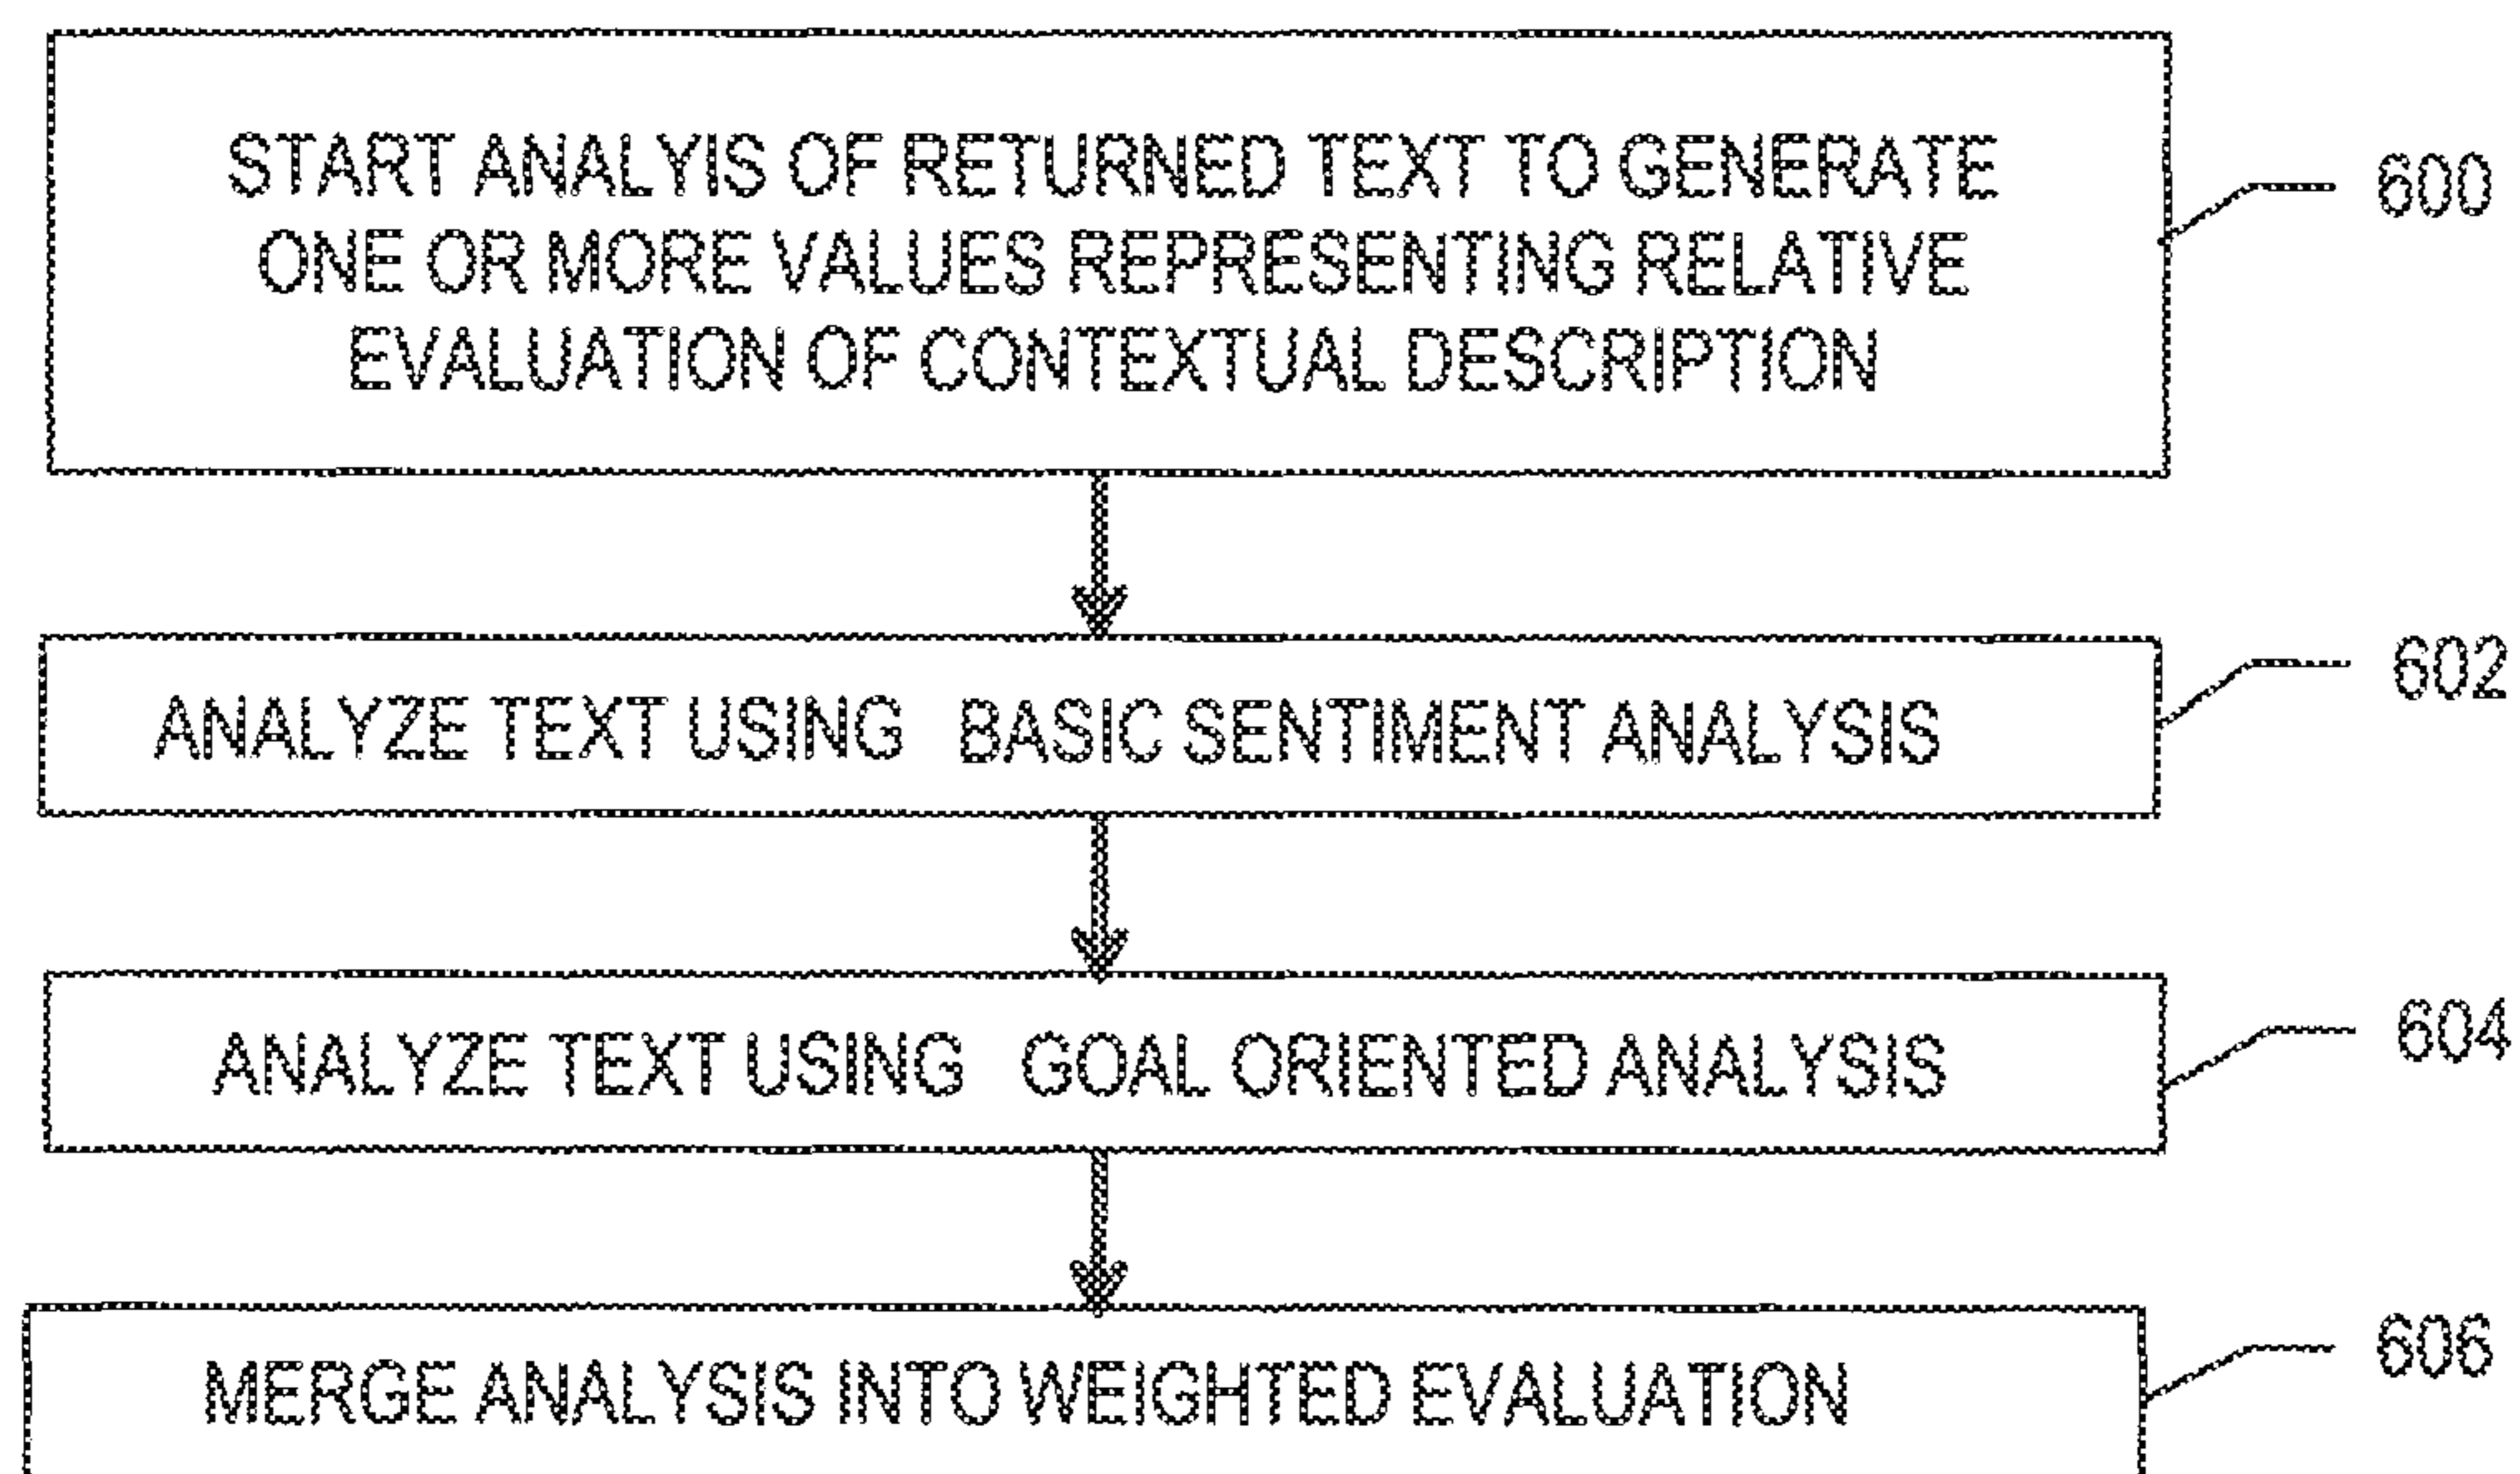 START ANALYIS OF RETURNED TEXT TO GENERATE
ONE OR MORE VALUES REPRESENTING RELATIVE
EVALUATION OF CONTEXTUAL DESCRIPTION
600
ANALYZE TEXT USING BASIC SENTIMENT ANALYSIS
602
ANALYZE TEXT USING GOAL ORIENTED ANALYSIS
604
MERGE ANALYSIS INTO WEIGHTED EVALUATION
606